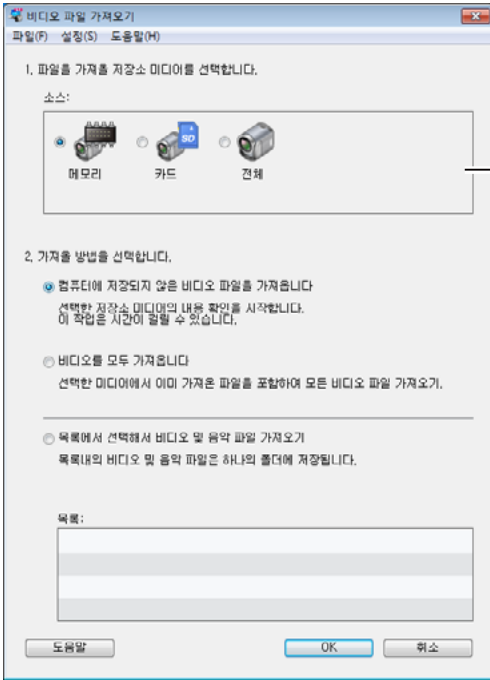 비디오 파일 가져오기
파일(F) 설정(S) 도움말(H)
1. 파일을 가져올 저장소 미디어를 선택합니다.
소스:
SD
메모리 카드 전체
2. 가져올 방법을 선택합니다.
컴퓨터에 저장되지 않은 비디오 파일을 가져옵니다
선택한 저장소 미디어의 내용 확인을 시작합니다.
이 작업은 시간이 걸릴 수 있습니다.
비디오를 모두 가져옵니다
선택한 미디어에서 이미 가져온 파일을 포함하여 모든 비디오 파일 가져오기.
목록에서 선택해서 비디오 및 음악 파일 가져오기
목록내의 비디오 및 음악 파일은 하나의 폴더에 저장됩니다.
목록:
도움말 OK 취소